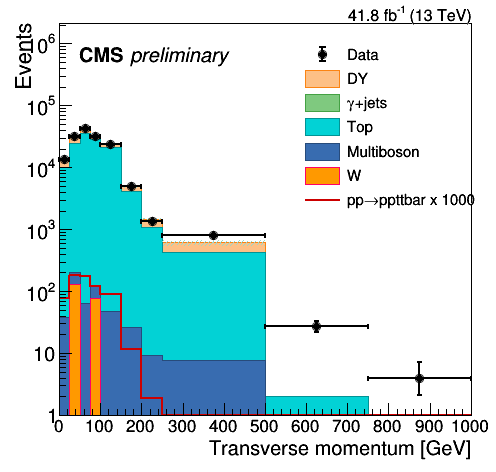 41.8 fb⁻¹ (13 TeV)
Events
CMS preliminary
Data
DY
γ+jets
Top
Multiboson
W
pp→ppttbar x 1000
10⁶
10⁵
10⁴
10³
10²
10
1
0 100 200 300 400 500 600 700 800 900 1000
Transverse momentum [GeV]